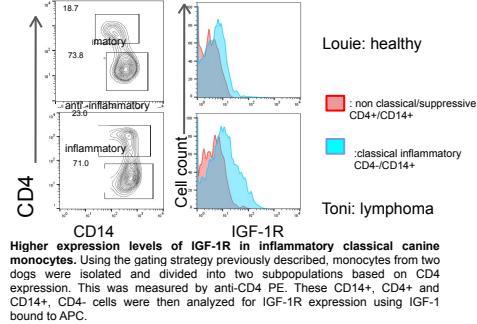 18.7
matory
73.8
anti -inflammatory
23.0
inflammatory
71.0
CD4
CD14
Cell count
IGF-1R
Louie: healthy
: non classical/suppressive
CD4+/CD14+
:classical inflammatory
CD4-/CD14+
Toni: lymphoma
Higher expression levels of IGF-1R in inflammatory classical canine
monocytes. Using the gating strategy previously described, monocytes from two
dogs were isolated and divided into two subpopulations based on CD4
expression. This was measured by anti-CD4 PE. These CD14+, CD4+ and
CD14+, CD4- cells were then analyzed for IGF-1R expression using IGF-1
bound to APC.